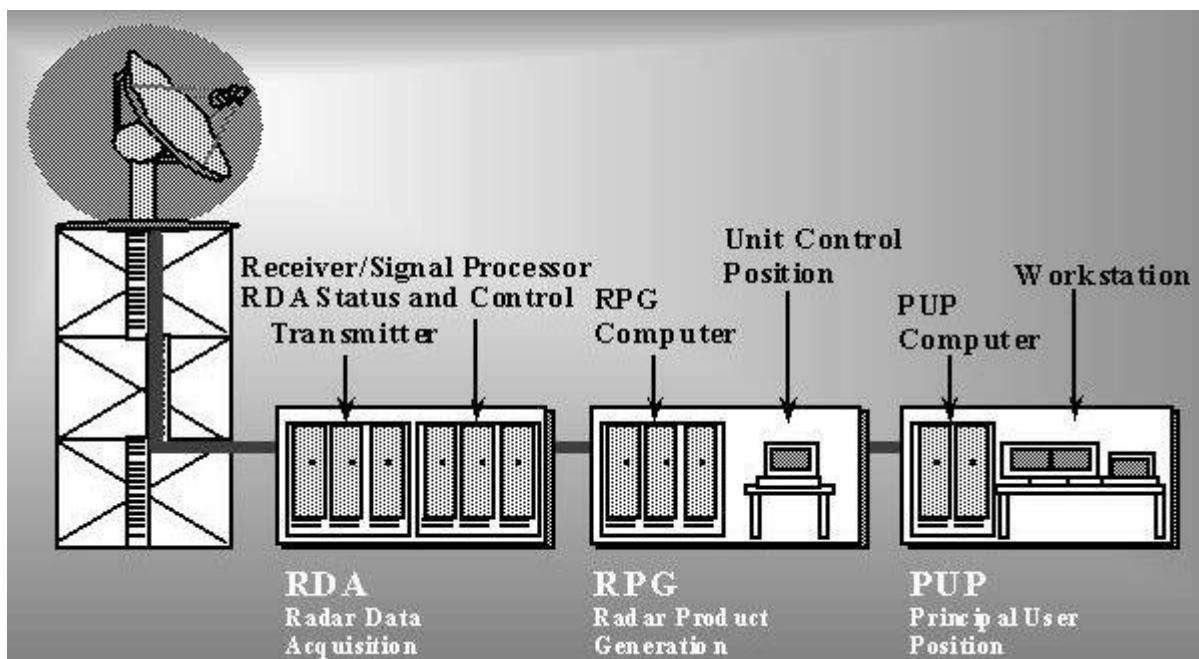 Receiver/Signal Processor
RDA Status and Control
Transmitter
RPG
Computer
Unit Control
Position
PUP
Computer
Workstation
RDA
Radar Data
Acquisition
RPG
Radar Product
Generation
PUP
Principal User
Position